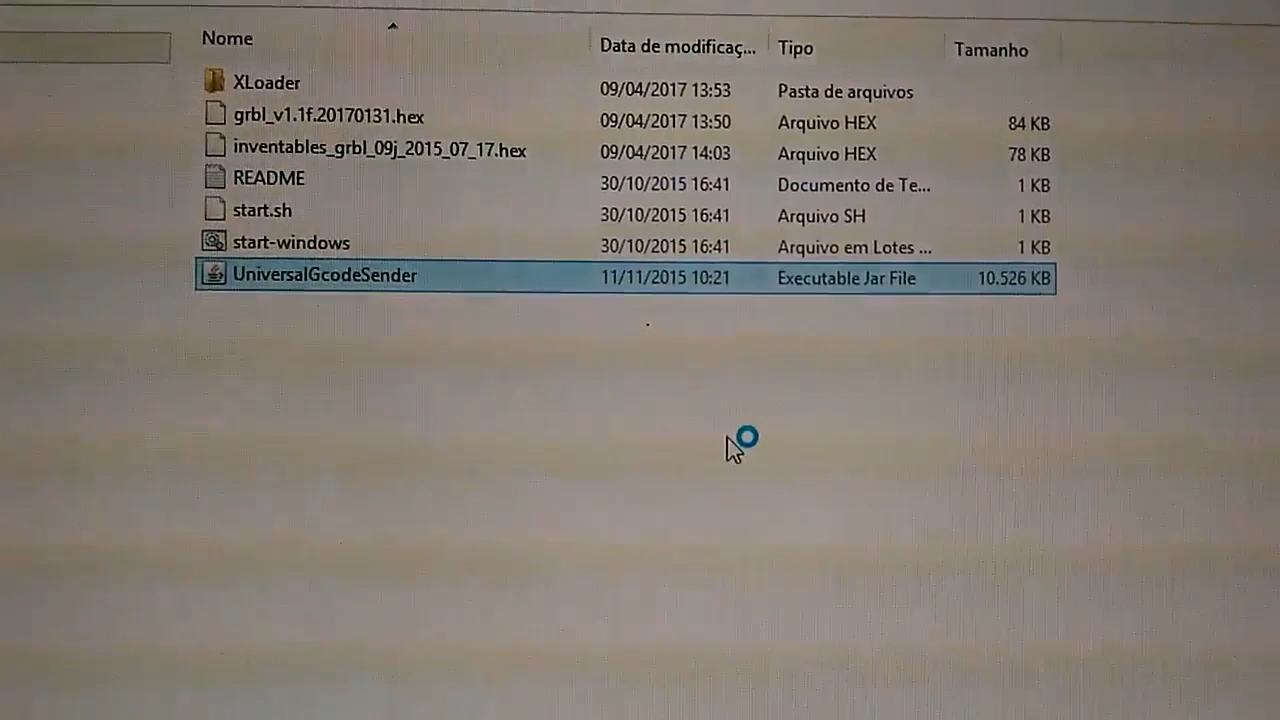 Nome Data de modificaç... Tipo Tamanho
XLoader 09/04/2017 13:53 Pasta de arquivos
grbl_v1.1f.20170131.hex 09/04/2017 13:50 Arquivo HEX 84 KB
inventables_grbl_09j_2015_07_17.hex 09/04/2017 14:03 Arquivo HEX 78 KB
README 30/10/2015 16:41 Documento de Te... 1 KB
start.sh 30/10/2015 16:41 Arquivo SH 1 KB
start-windows 30/10/2015 16:41 Arquivo em Lotes ... 1 KB
UniversalGcodeSender 11/11/2015 10:21 Executable Jar File 10.526 KB